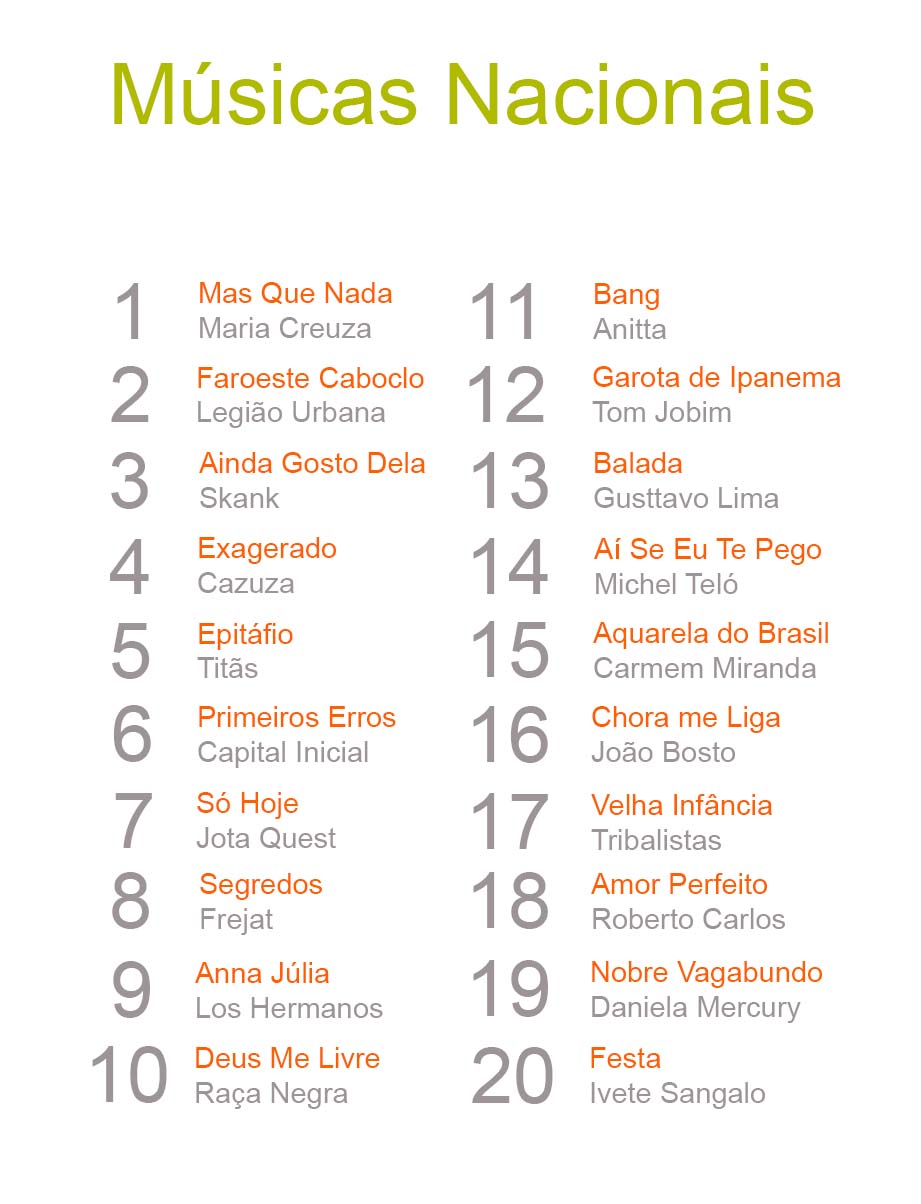 Músicas Nacionais
1
Mas Que Nada
Maria Creuza
2
Faroeste Caboclo
Legião Urbana
3
Ainda Gosto Dela
Skank
4
Exagerado
Cazuza
5
Epitáfio
Titãs
6
Primeiros Erros
Capital Inicial
7
Só Hoje
Jota Quest
8
Segredos
Frejat
9
Anna Júlia
Los Hermanos
10
Deus Me Livre
Raça Negra
11
Bang
Anitta
12
Garota de Ipanema
Tom Jobim
13
Balada
Gusttavo Lima
14
Aí Se Eu Te Pego
Michel Teló
15
Aquarela do Brasil
Carmem Miranda
16
Chora me Liga
João Bosto
17
Velha Infância
Tribalistas
18
Amor Perfeito
Roberto Carlos
19
Nobre Vagabundo
Daniela Mercury
20
Festa
Ivete Sangalo